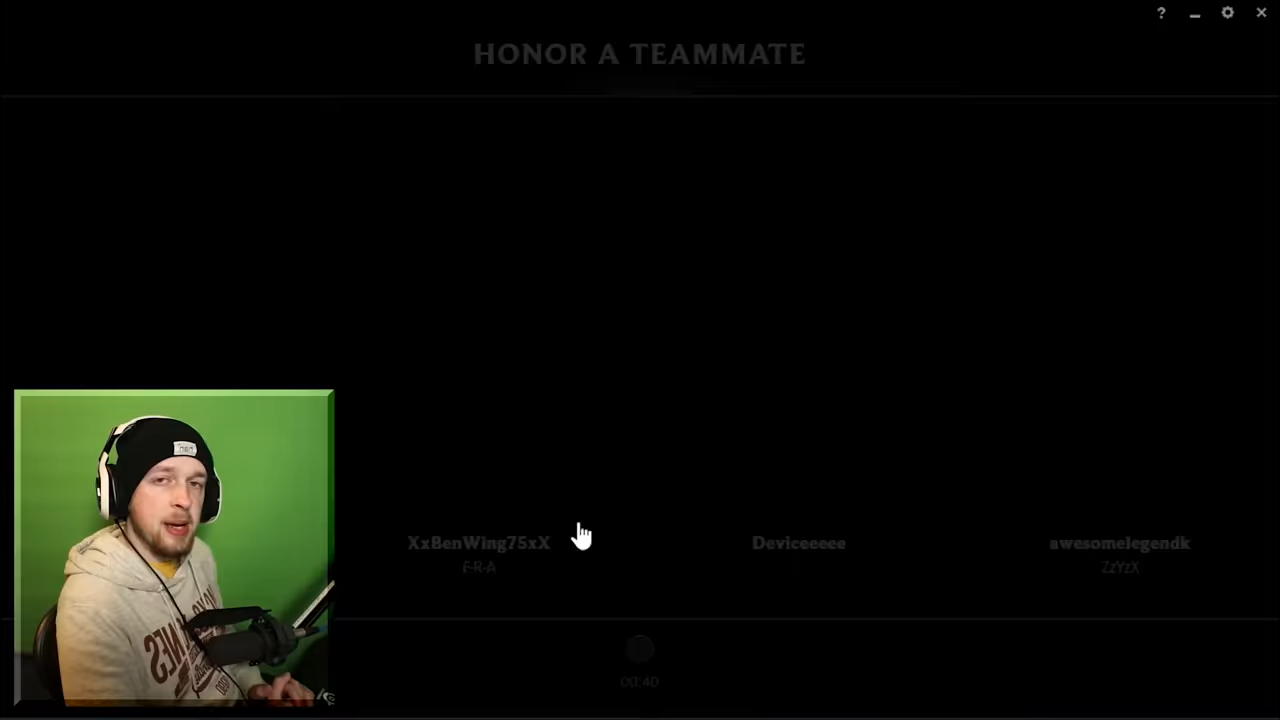 ?
HONOR A TEAMMATE
XxBenWing75xX
Deviceeeee
awesomelegendk
F-R-A
ZzYzX
00:40